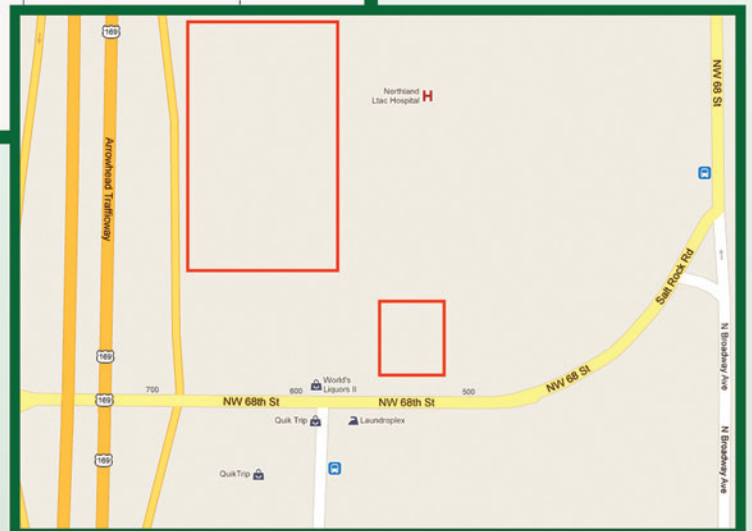 169
Arrowhead Trafficway
Northland
Ltac Hospital
H
NW 68 St
Salt Rock Rd
N Broadway Ave
169
700
600
World's
Liquors II
500
NW 68 St
169
NW 68th St
NW 68th St
Quik Trip
Laundroplex
N Broadway Ave
169
QuikTrip